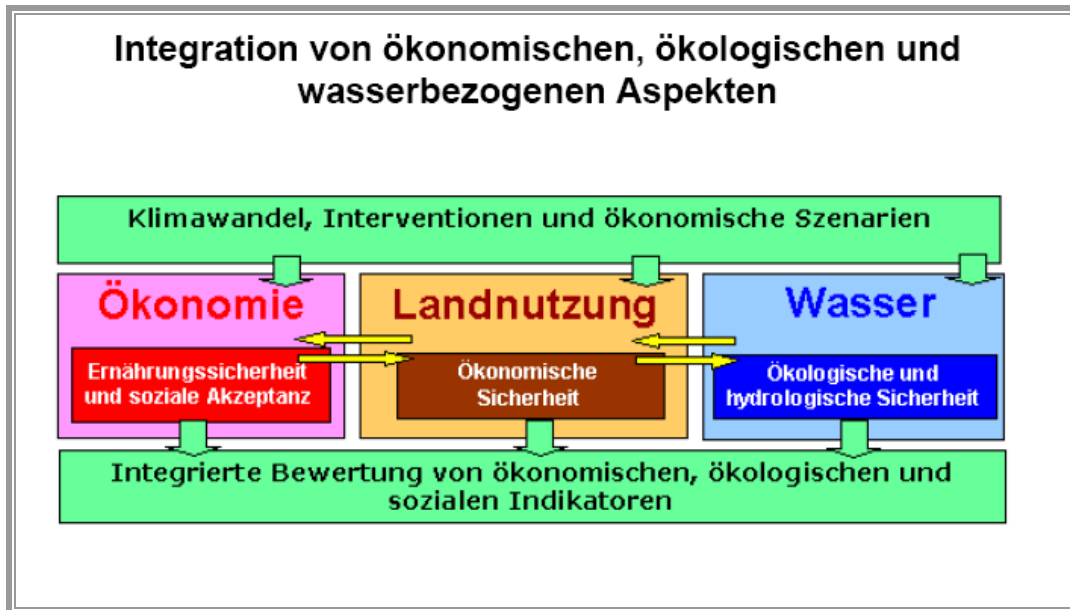 Integration von ökonomischen, ökologischen und
wasserbezogenen Aspekten
Klimawandel, Interventionen und ökonomische Szenarien
Ökonomie
Ernährungssicherheit
und soziale Akzeptanz
Landnutzung
Ökonomische
Sicherheit
Wasser
Ökologische und
hydrologische Sicherheit
Integrierte Bewertung von ökonomischen, ökologischen und
sozialen Indikatoren